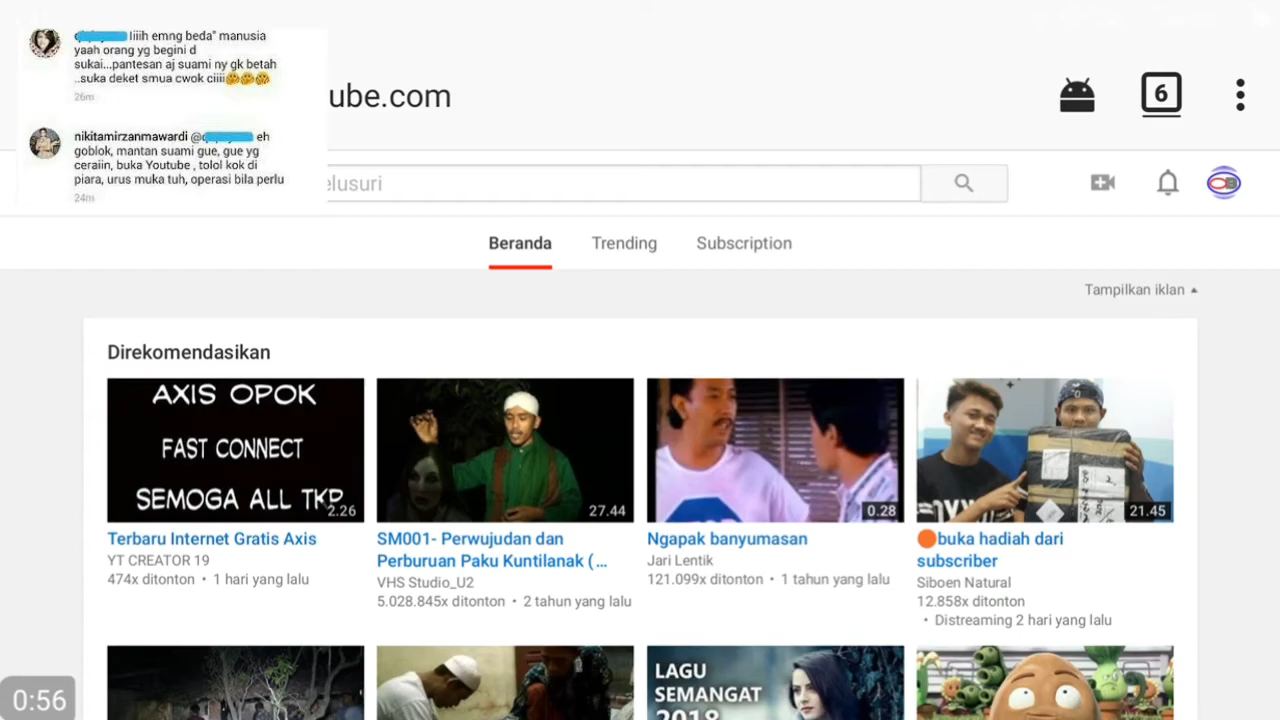 Iiiih emng beda" manusia
yaah orang yg begini d
sukai...pantesan aj suami ny gk betah
..suka deket smua cwok ciiii🤔🤔🤔
26m
nikitamirzanmawardi @ eh
goblok, mantan suami gue, gue yg
ceraiin, buka Youtube , tolol kok di
piara, urus muka tuh, operasi bila perlu
24m
ube.com
6
elusuri
Beranda Trending Subscription
Tampilkan iklan
Direkomendasikan
AXIS OPOK
FAST CONNECT
SEMOGA ALL TKP
2.26
27.44
0.28
21.45
Terbaru Internet Gratis Axis
YT CREATOR 19
474x ditonton • 1 hari yang lalu
SM001- Perwujudan dan
Perburuan Paku Kuntilanak (...
VHS Studio_U2
5.028.845x ditonton • 2 tahun yang lalu
Ngapak banyumasan
Jari Lentik
121.099x ditonton • 1 tahun yang lalu
🟠buka hadiah dari
subscriber
Siboen Natural
12.858x ditonton
• Distreaming 2 hari yang lalu
LAGU
SEMANGAT
2018
0:56